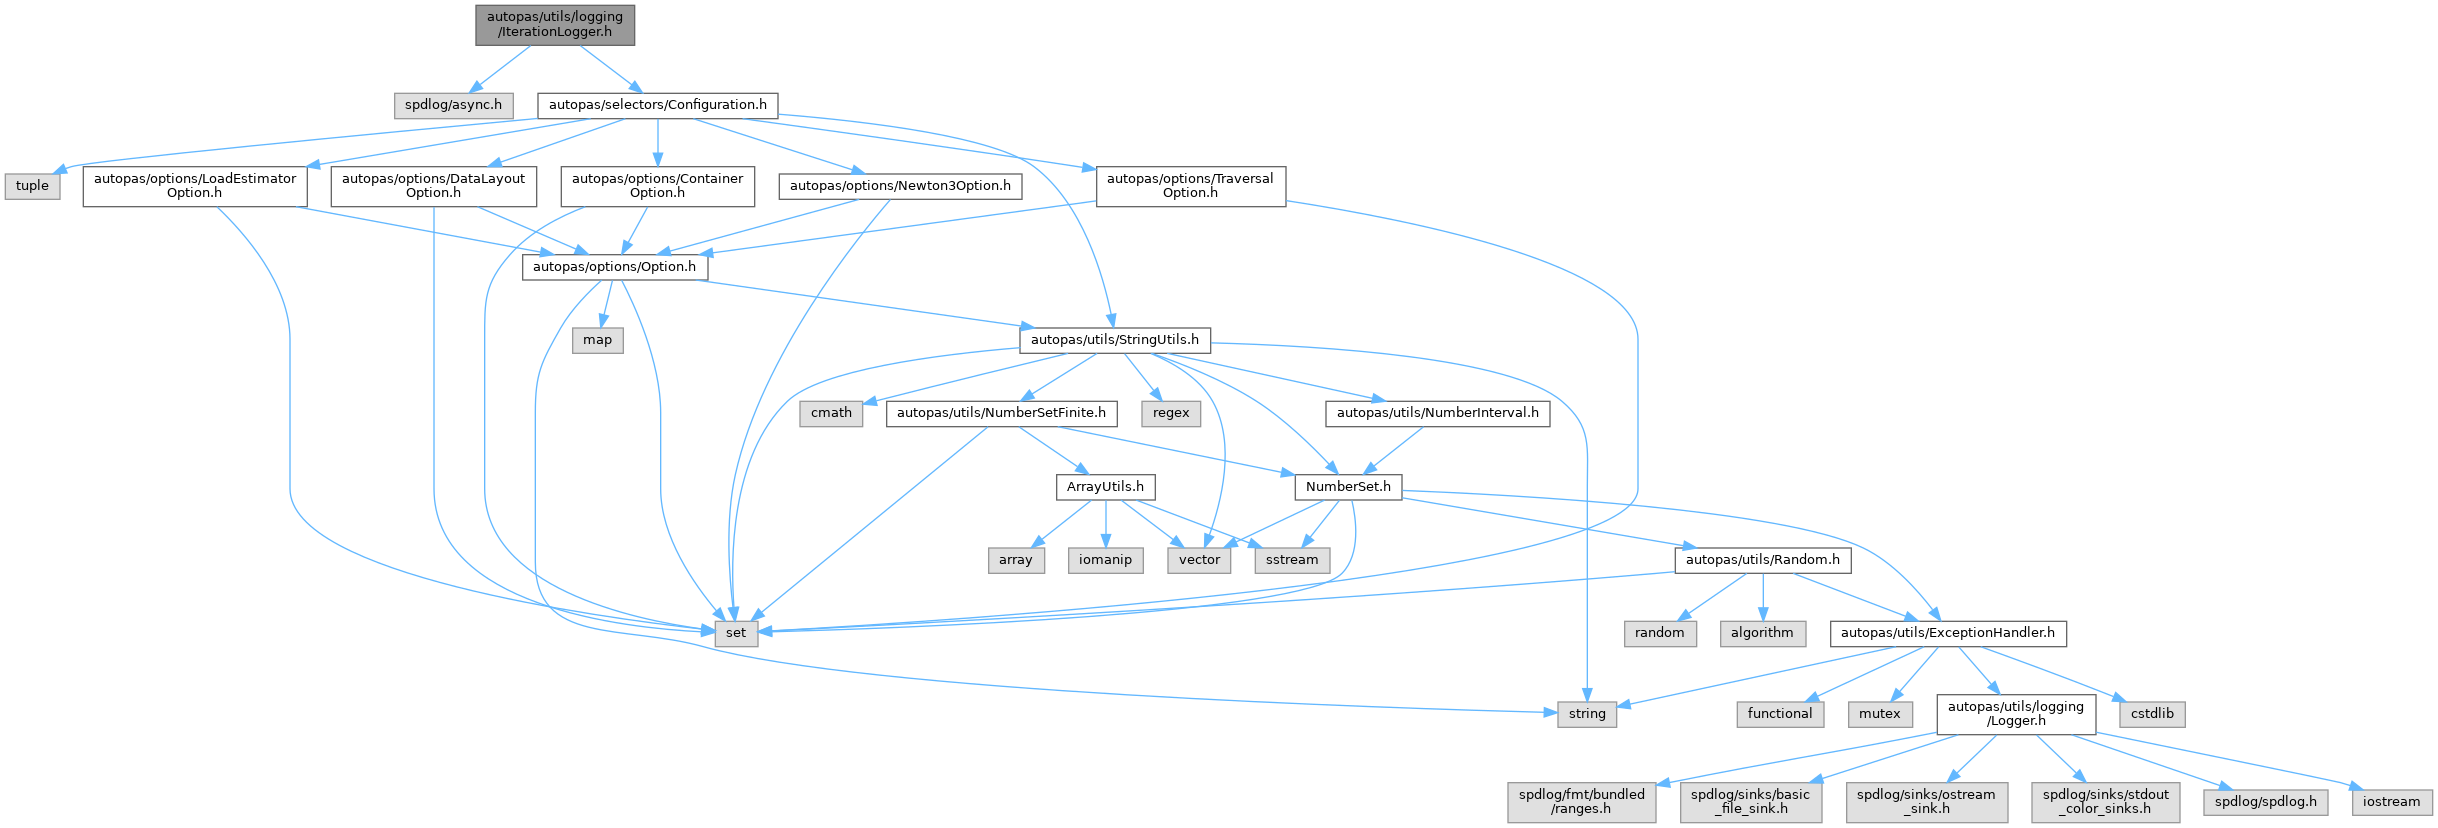 autopas/utils/logging
/IterationLogger.h
spdlog/async.h
autopas/selectors/Configuration.h
tuple
autopas/options/LoadEstimator
Option.h
autopas/options/DataLayout
Option.h
autopas/options/Container
Option.h
autopas/options/Newton3Option.h
autopas/options/Traversal
Option.h
autopas/options/Option.h
map
autopas/utils/StringUtils.h
cmath
autopas/utils/NumberSetFinite.h
regex
autopas/utils/NumberInterval.h
ArrayUtils.h
NumberSet.h
array
iomanip
vector
sstream
autopas/utils/Random.h
set
random
algorithm
autopas/utils/ExceptionHandler.h
string
functional
mutex
autopas/utils/logging
/Logger.h
cstdlib
spdlog/fmt/bundled
/ranges.h
spdlog/sinks/basic
_file_sink.h
spdlog/sinks/ostream
_sink.h
spdlog/sinks/stdout
_color_sinks.h
spdlog/spdlog.h
iostream